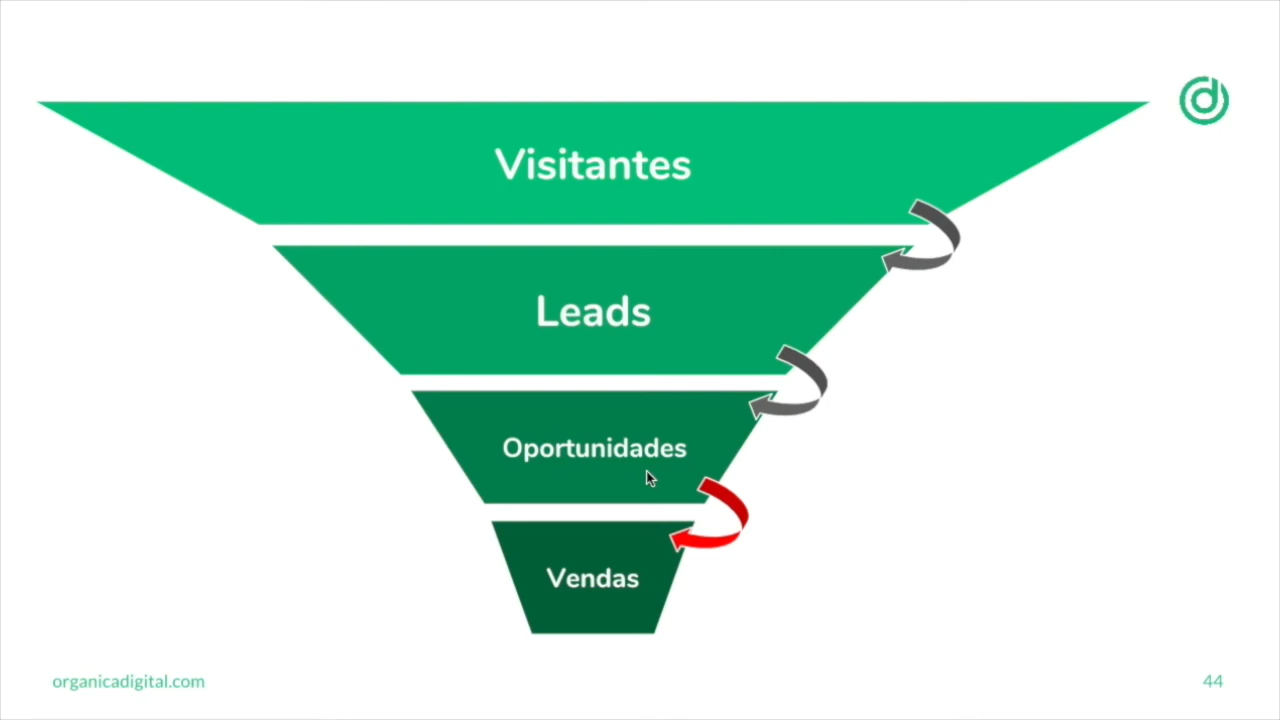 Visitantes
Leads
Oportunidades
Vendas
organicadigital.com
44